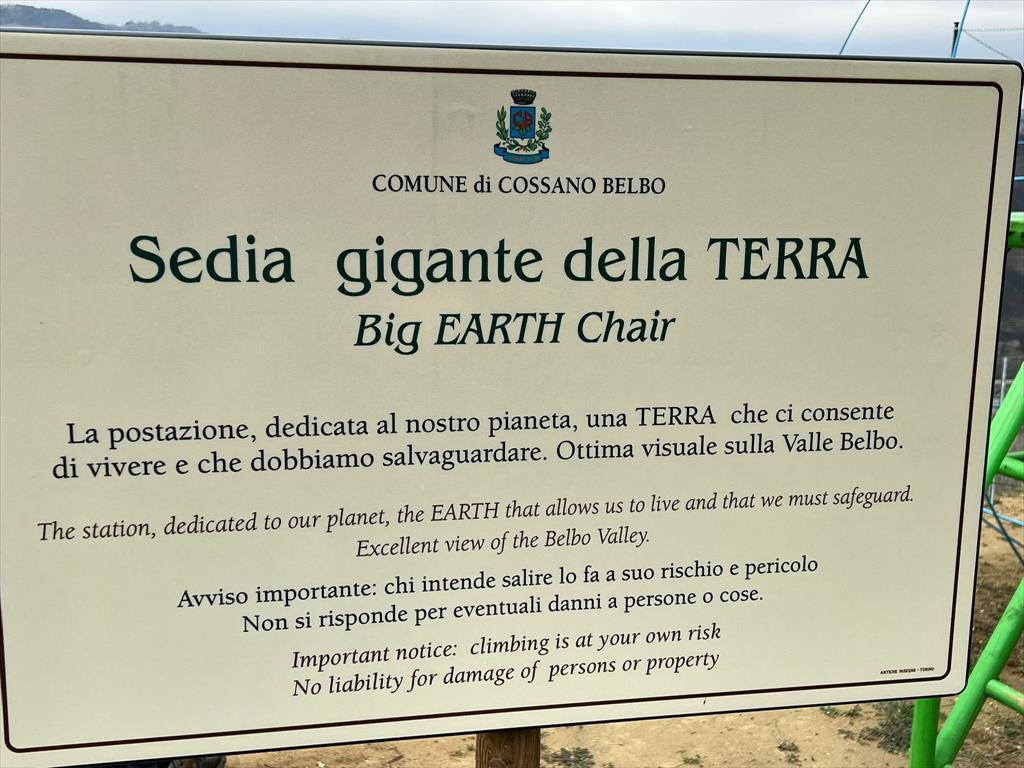 COMUNE di COSSANO BELBO
Sedia gigante della TERRA
Big EARTH Chair
La postazione, dedicata al nostro pianeta, una TERRA che ci consente
di vivere e che dobbiamo salvaguardare. Ottima visuale sulla Valle Belbo.
The station, dedicated to our planet, the EARTH that allows us to live and that we must safeguard.
Excellent view of the Belbo Valley.
Avviso importante: chi intende salire lo fa a suo rischio e pericolo
Non si risponde per eventuali danni a persone o cose.
Important notice: climbing is at your own risk
No liability for damage of persons or property
ANTICHE INSEGNE - TORINO